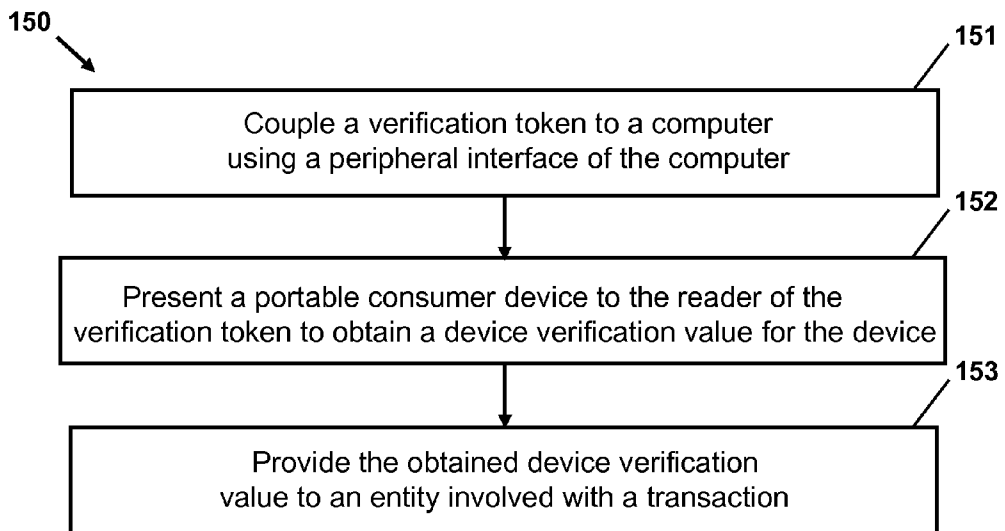 150
151
Couple a verification token to a computer
using a peripheral interface of the computer
152
Present a portable consumer device to the reader of the
verification token to obtain a device verification value for the device
153
Provide the obtained device verification
value to an entity involved with a transaction